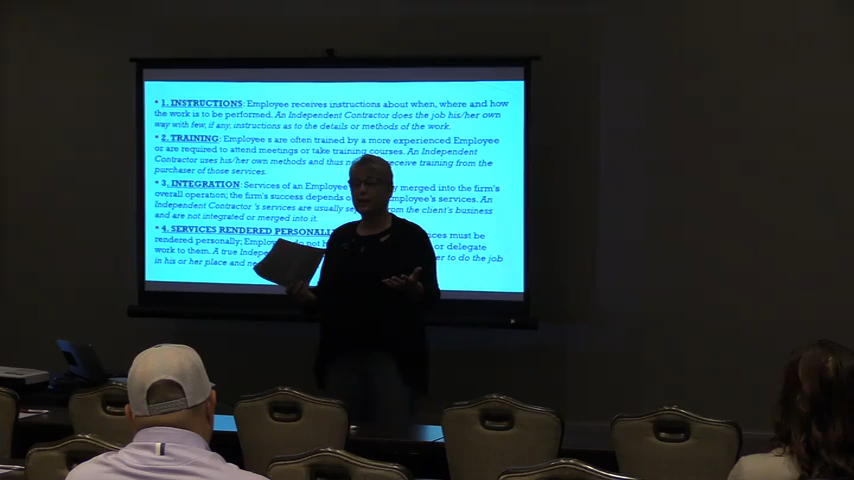 * 1. INSTRUCTIONS: Employee receives instructions about when, where and how
the work is to be performed. An Independent Contractor does the job his/her own
way with few, if any, instructions as to the details or methods of the work.
* 2. TRAINING: Employee s are often trained by a more experienced Employee
or are required to attend meetings or take training courses. An Independent
Contractor uses his/her own methods and thus receive training from the
purchaser of those services.
* 3. INTEGRATION: Services of an Employee merged into the firm's
overall operation; the firm's success depends employee's services. An
Independent Contractor 's services are usually from the client's business
and are not integrated or merged into it.
* 4. SERVICES RENDERED must be
rendered personally; do not or delegate
work to them. A true to do the job
in his or her place and